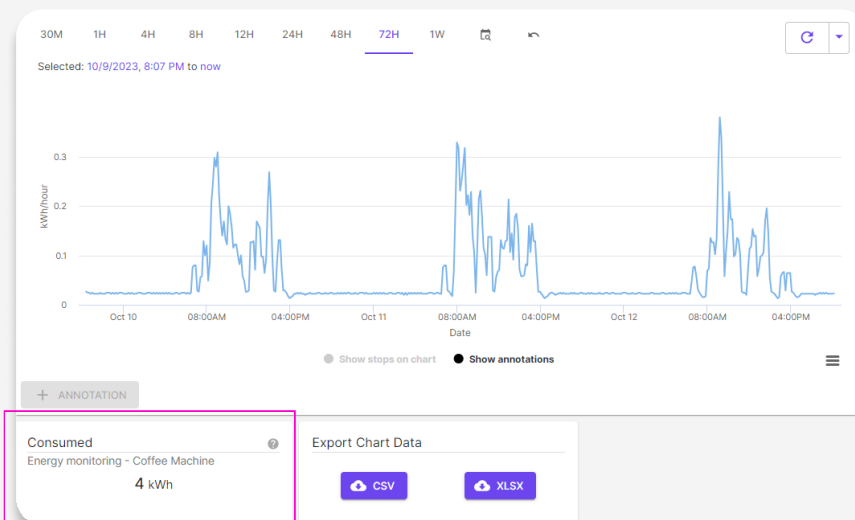 30M 1H 4H 8H 12H 24H 48H 72H 1W
Selected: 10/9/2023, 8:07 PM to now
0.3
0.2
0.1
0
kWh/hour
Oct 10 08:00AM 04:00PM Oct 11 08:00AM 04:00PM Oct 12 08:00AM 04:00PM
Date
Show stops on chart Show annotations
+ ANNOTATION
Consumed ?
Energy monitoring - Coffee Machine
4 kWh
Export Chart Data
CSV XLSX